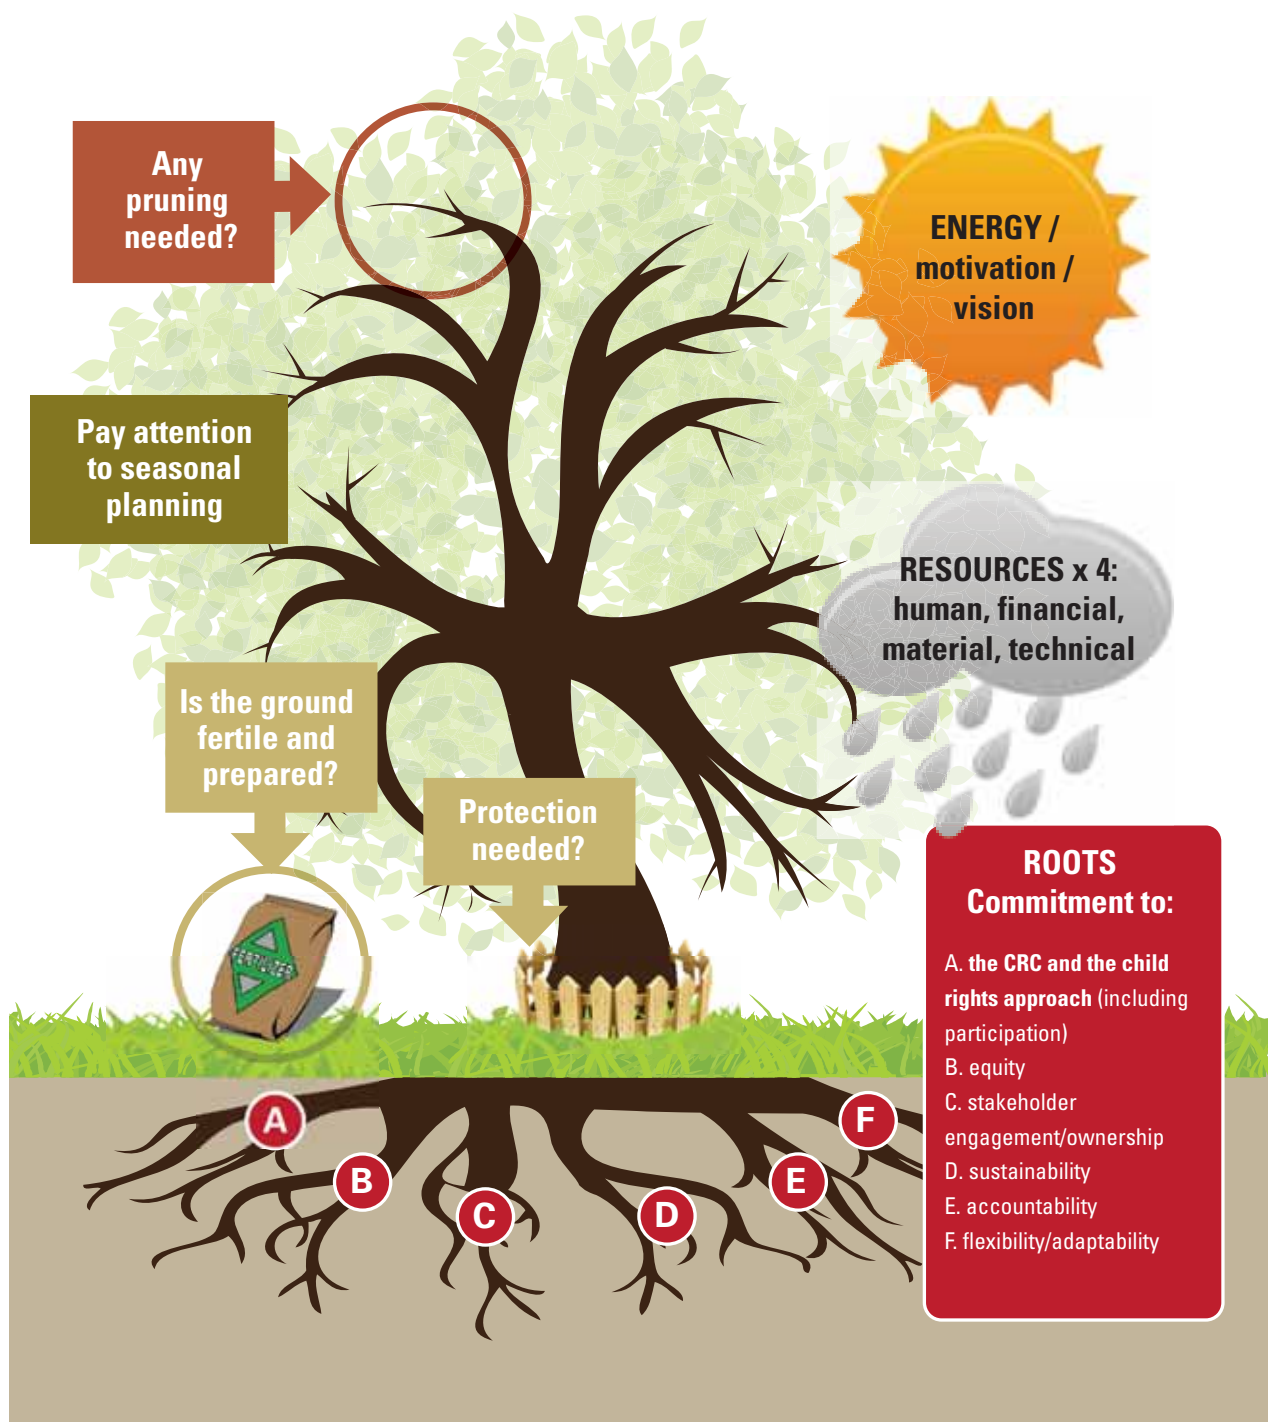 Any
pruning
needed?
ENERGY /
motivation /
vision
Pay attention
to seasonal
planning
RESOURCES x 4:
human, financial,
material, technical
Is the ground
fertile and
prepared?
Protection
needed?
FERTILIZER
ROOTS
Commitment to:
A. the CRC and the child
rights approach (including
participation)
B. equity
C. stakeholder
engagement/ownership
D. sustainability
E. accountability
F. flexibility/adaptability
A
B
C
D
E
F